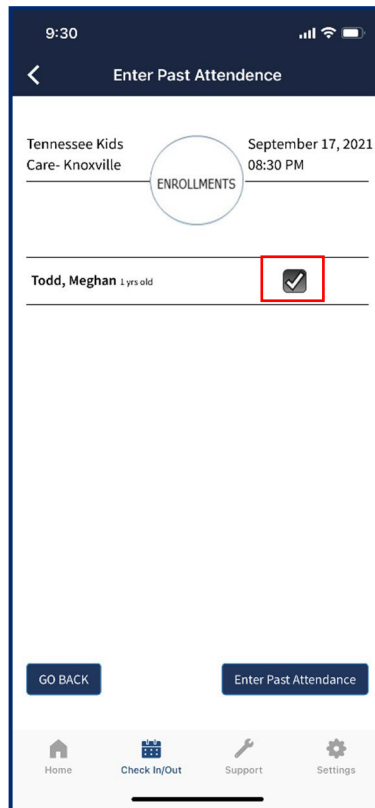 9:30
Enter Past Attendence
Tennessee Kids
Care- Knoxville
ENROLLMENTS
September 17, 2021
08:30 PM
Todd, Meghan 1 yrs old
GO BACK
Enter Past Attendance
Home
Check In/Out
Support
Settings